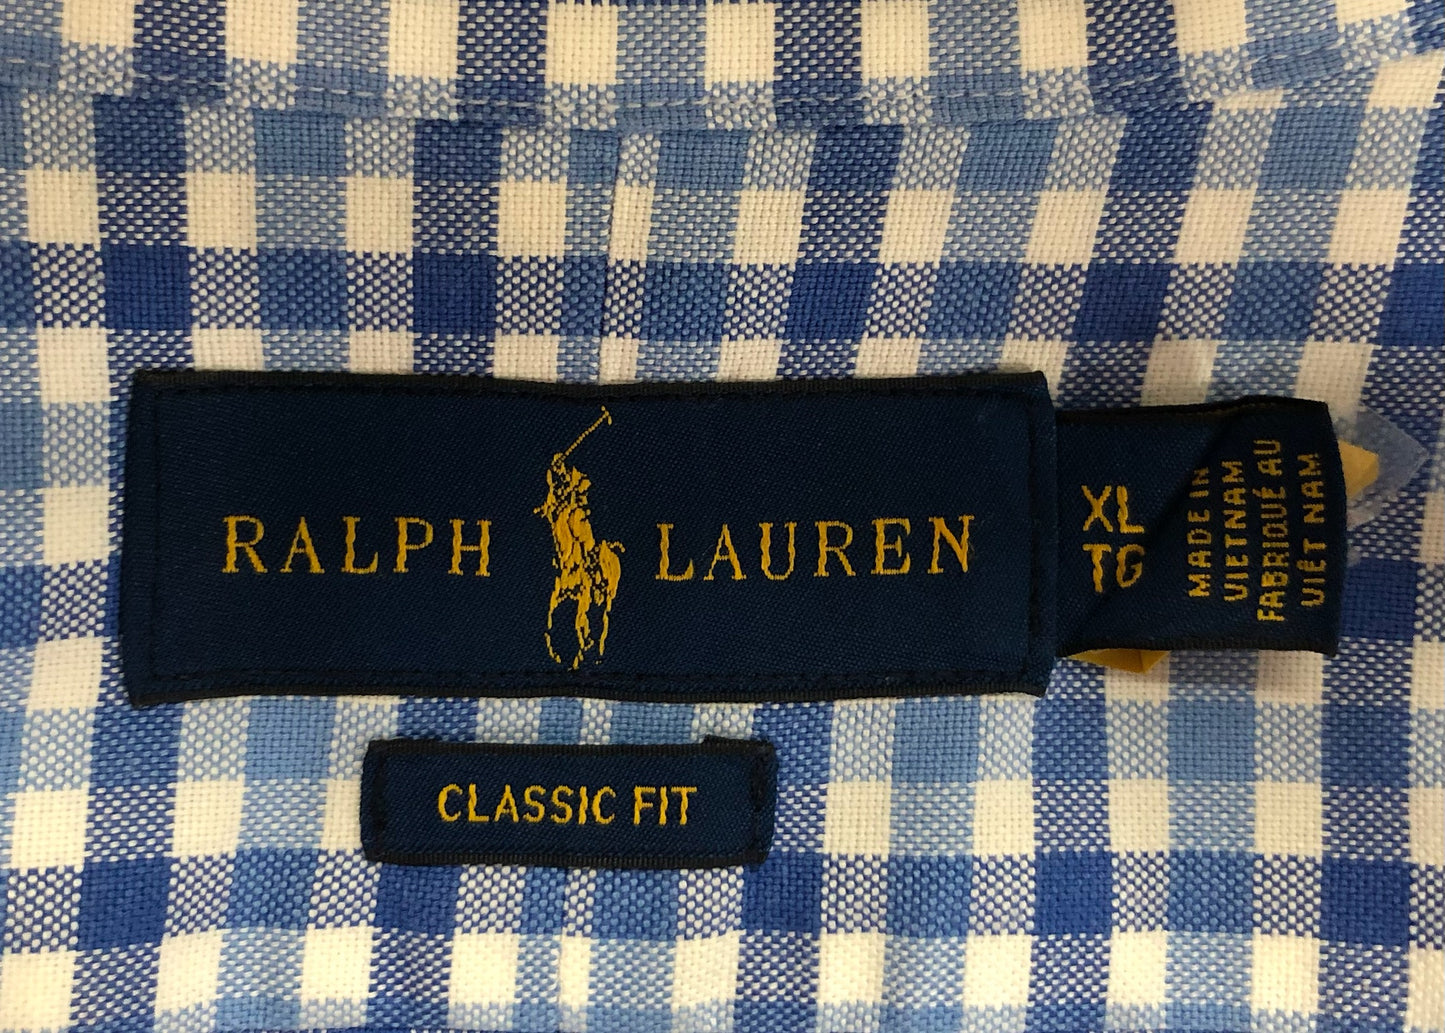 RALPH LAUREN
XL
TG
MADE IN
VIETNAM
FABRIQUÉ AU
VIÊT NAM
CLASSIC FIT